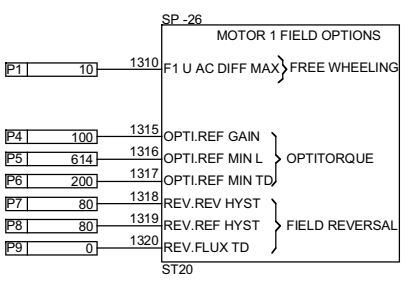 SP -26
MOTOR 1 FIELD OPTIONS
P1 10 1310 F1 U AC DIFF MAX FREE WHEELING
P4 100 1315 OPTI.REF GAIN
P5 614 1316 OPTI.REF MIN L OPTITORQUE
P6 200 1317 OPTI.REF MIN TD
P7 80 1318 REV.REV HYST
P8 80 1319 REV.REF HYST FIELD REVERSAL
P9 0 1320 REV.FLUX TD
ST20